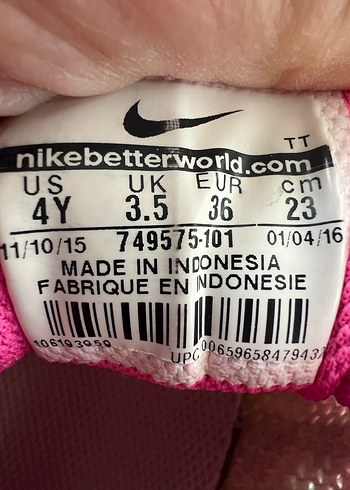 TT
nikebetterworld.com
US UK EUR cm
4Y 3.5 36 23
11/10/15 749575-101 01/04/16
MADE IN INDONESIA
FABRIQUE EN INDONESIE
106193959 UPC 00659658479437